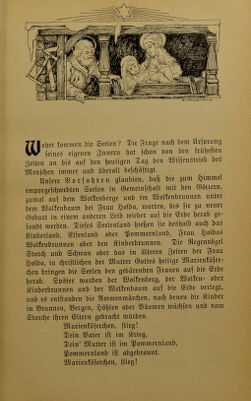 Woher kommen die Seelen? Die Frage nach dem Ursprung
seines eigenen Innern hat schon von den frühesten
Zeiten an bis auf den heutigen Tag den Wissenstrieb des
Menschen immer und überall beschäftigt.
Unsere Vorfahren glaubten, daß die zum Himmel
emporgeschwebten Seelen in Gemeinschaft mit den Göttern,
zumal auf dem Wolkenberge und im Wolkenbrunnen unter
dem Wolkenbaum bei Frau Holda, warten, bis sie zu neuer
Geburt in einem anderen Leib wieder auf die Erde herab gesandt
werden. Dieses Seelenland hießen sie deshalb auch das
Kinderland, Elfenland oder Pommerland, Frau Holdas
Wolkenbrunnen aber den Kinderbrunnen. Die Regenvögel
Storch und Schwan oder das in älteren Zeiten der Frau
Holda, in christlichen der Mutter Gottes heilige Marienkäferchen
bringen die Seelen den gebärenden Frauen auf die Erde
herab. Später wurden der Wolkenberg, der Wolken- oder
Kinderbrunnen und der Wolkenbaum auf die Erde verlegt,
und es entstanden die Ammenmärchen, nach denen die Kinder
in Brunnen, Bergen, Höhlen oder Bäumen wüchsen und vom
Storche ihren Eltern gebracht würden.
Marienkäferchen, flieg!
Dein Vater ist im Krieg,
Dein' Mutter ist im Pommerland,
Pommerland ist abgebrannt.
Marienkäferchen, flieg!